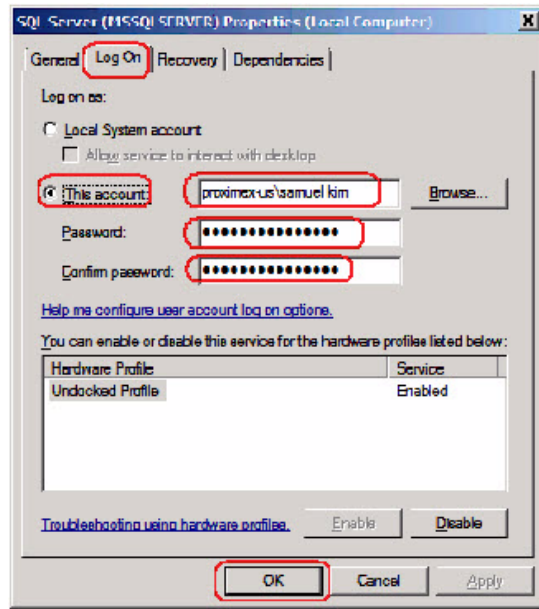 SQL Server (MSSQLSERVER) Properties (Local Computer)
General Log On Recovery Dependencies
Log on as:
Local System account
Allow service to interact with desktop
This account: proximex-us\samuel kim Browse...
Password: •••••••••••••••
Confirm password: •••••••••••••••
Help me configure user account log on options.
You can enable or disable this service for the hardware profiles listed below:
Hardware Profile Service
Undocked Profile Enabled
Troubleshooting using hardware profiles. Enable Disable
OK Cancel Apply